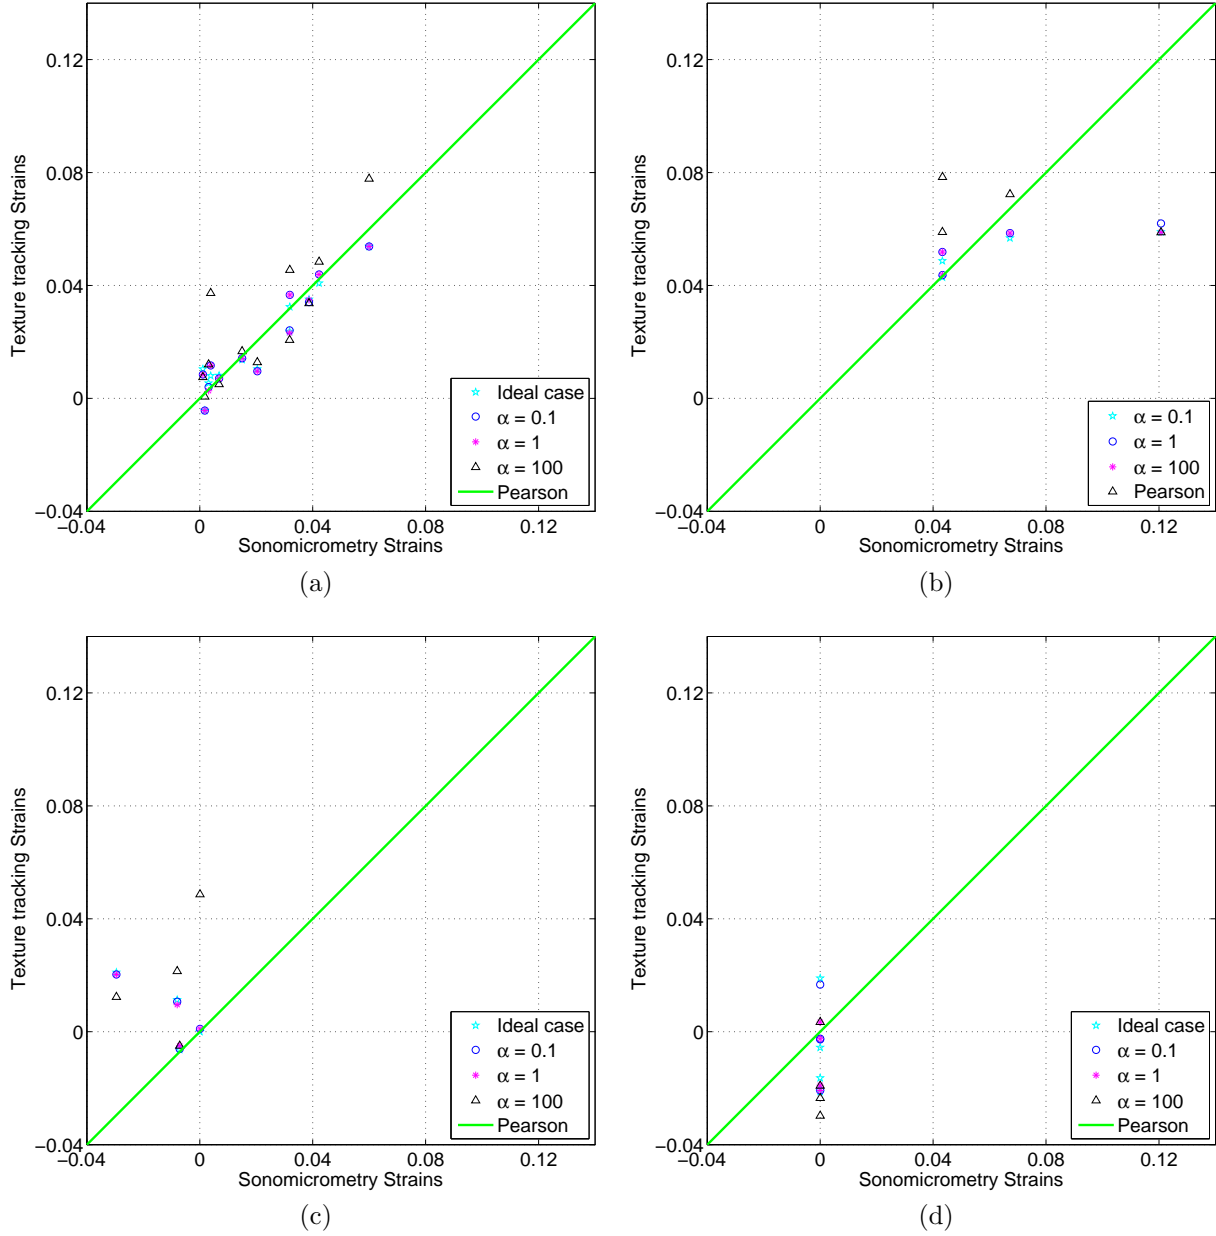 0.12
0.08
0.04
0
−0.04
Texture tracking Strains
−0.04 0 0.04 0.08 0.12
Sonomicrometry Strains
Ideal case
α = 0.1
α = 1
α = 100
Pearson
(a)
0.12
0.08
0.04
0
−0.04
Texture tracking Strains
−0.04 0 0.04 0.08 0.12
Sonomicrometry Strains
α = 0.1
α = 1
α = 100
Pearson
(b)
0.12
0.08
0.04
0
−0.04
Texture tracking Strains
−0.04 0 0.04 0.08 0.12
Sonomicrometry Strains
Ideal case
α = 0.1
α = 1
α = 100
Pearson
(c)
0.12
0.08
0.04
0
−0.04
Texture tracking Strains
−0.04 0 0.04 0.08 0.12
Sonomicrometry Strains
Ideal case
α = 0.1
α = 1
α = 100
Pearson
(d)